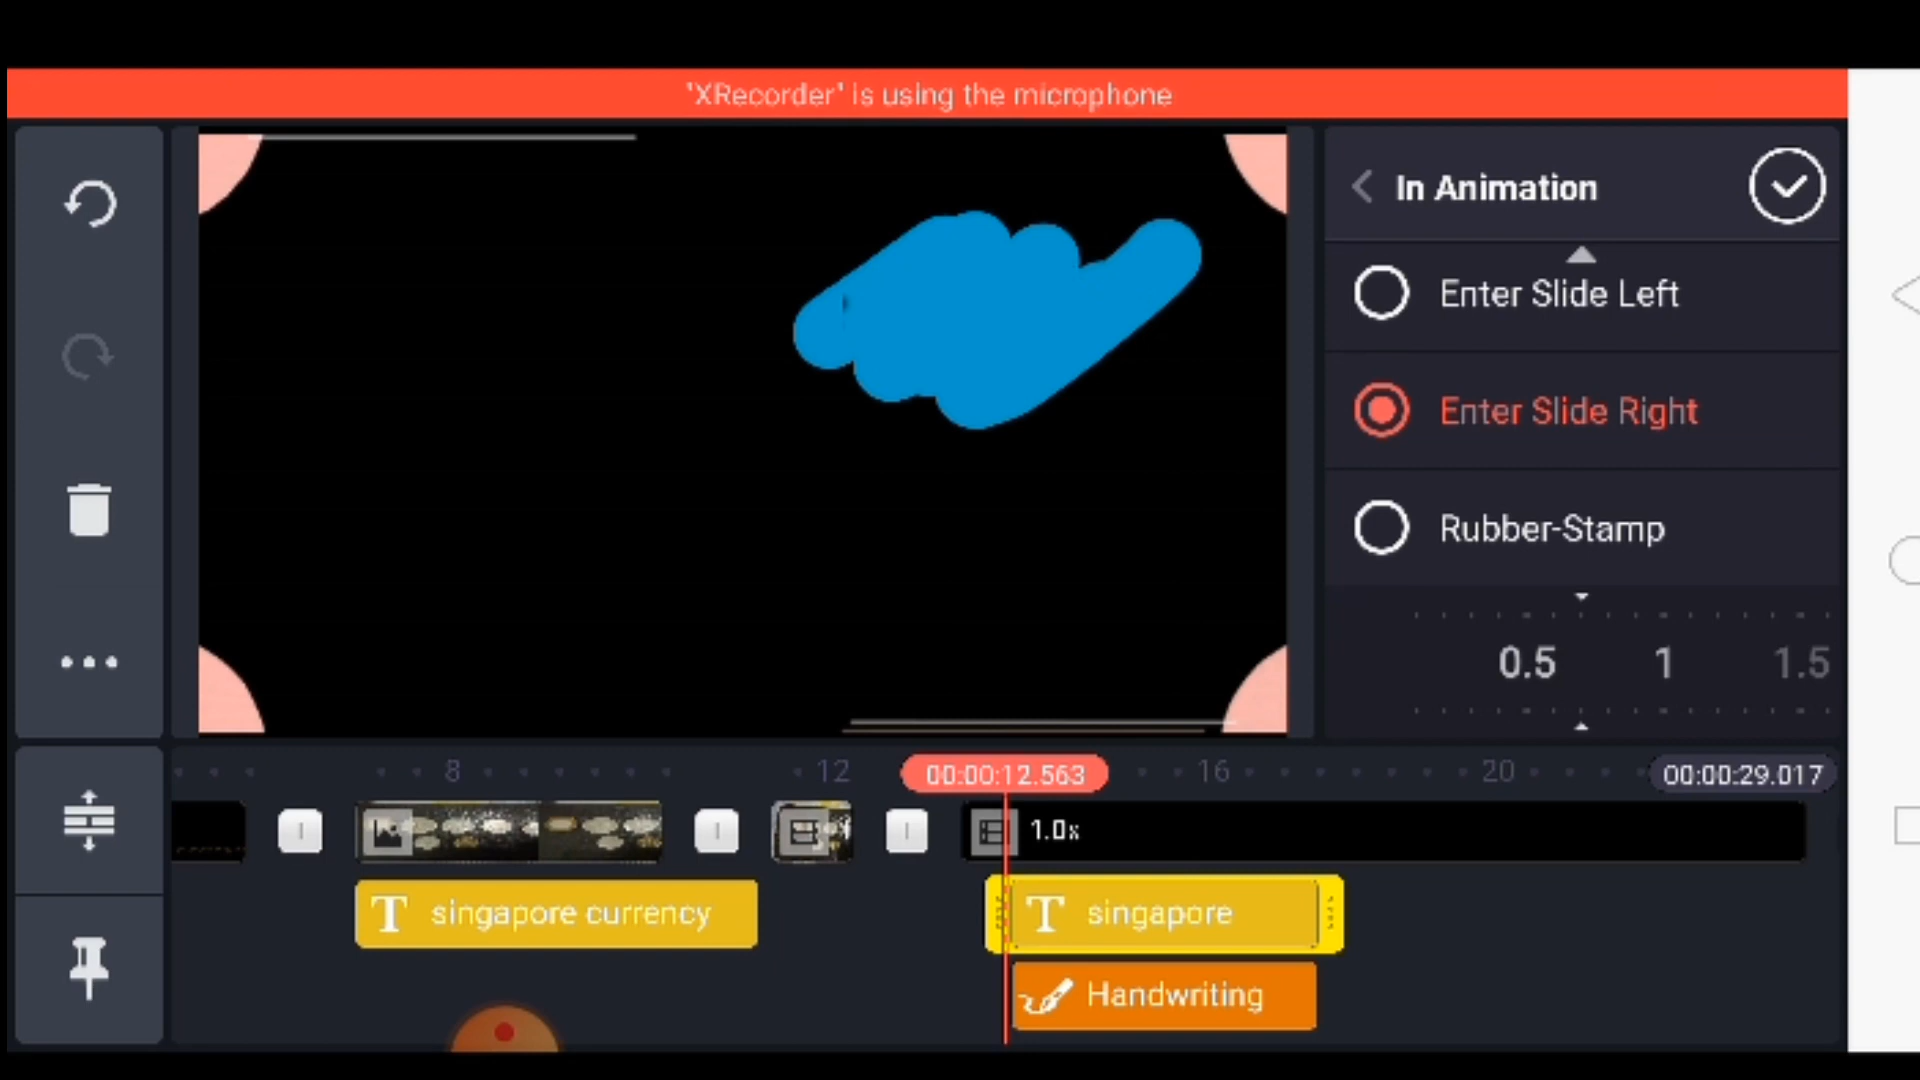 'XRecorder' is using the microphone
In Animation
Enter Slide Left
Enter Slide Right
Rubber-Stamp
0.5 1 1.5
8 12 00:00:12.563 16 20 00:00:29.017
1.0x
T singapore currency T singapore
Handwriting